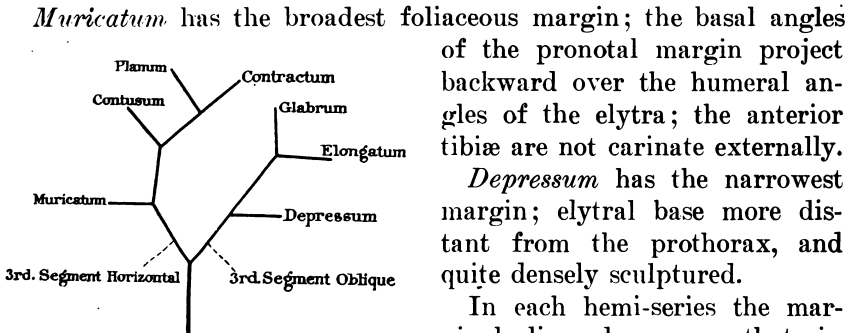 Muricatum has the broadest foliaceous margin; the basal angles
of the pronotal margin project
backward over the humeral an-
gles of the elytra; the anterior
tibiæ are not carinate externally.
Depressum has the narrowest
margin; elytral base more dis-
tant from the prothorax, and
quite densely sculptured.
In each hemi-series the mar-
Planum
Contractum
Contusum
Glabrum
Elongatum
Muricatum
Depressum
3rd. Segment Horizontal
3rd. Segment Oblique